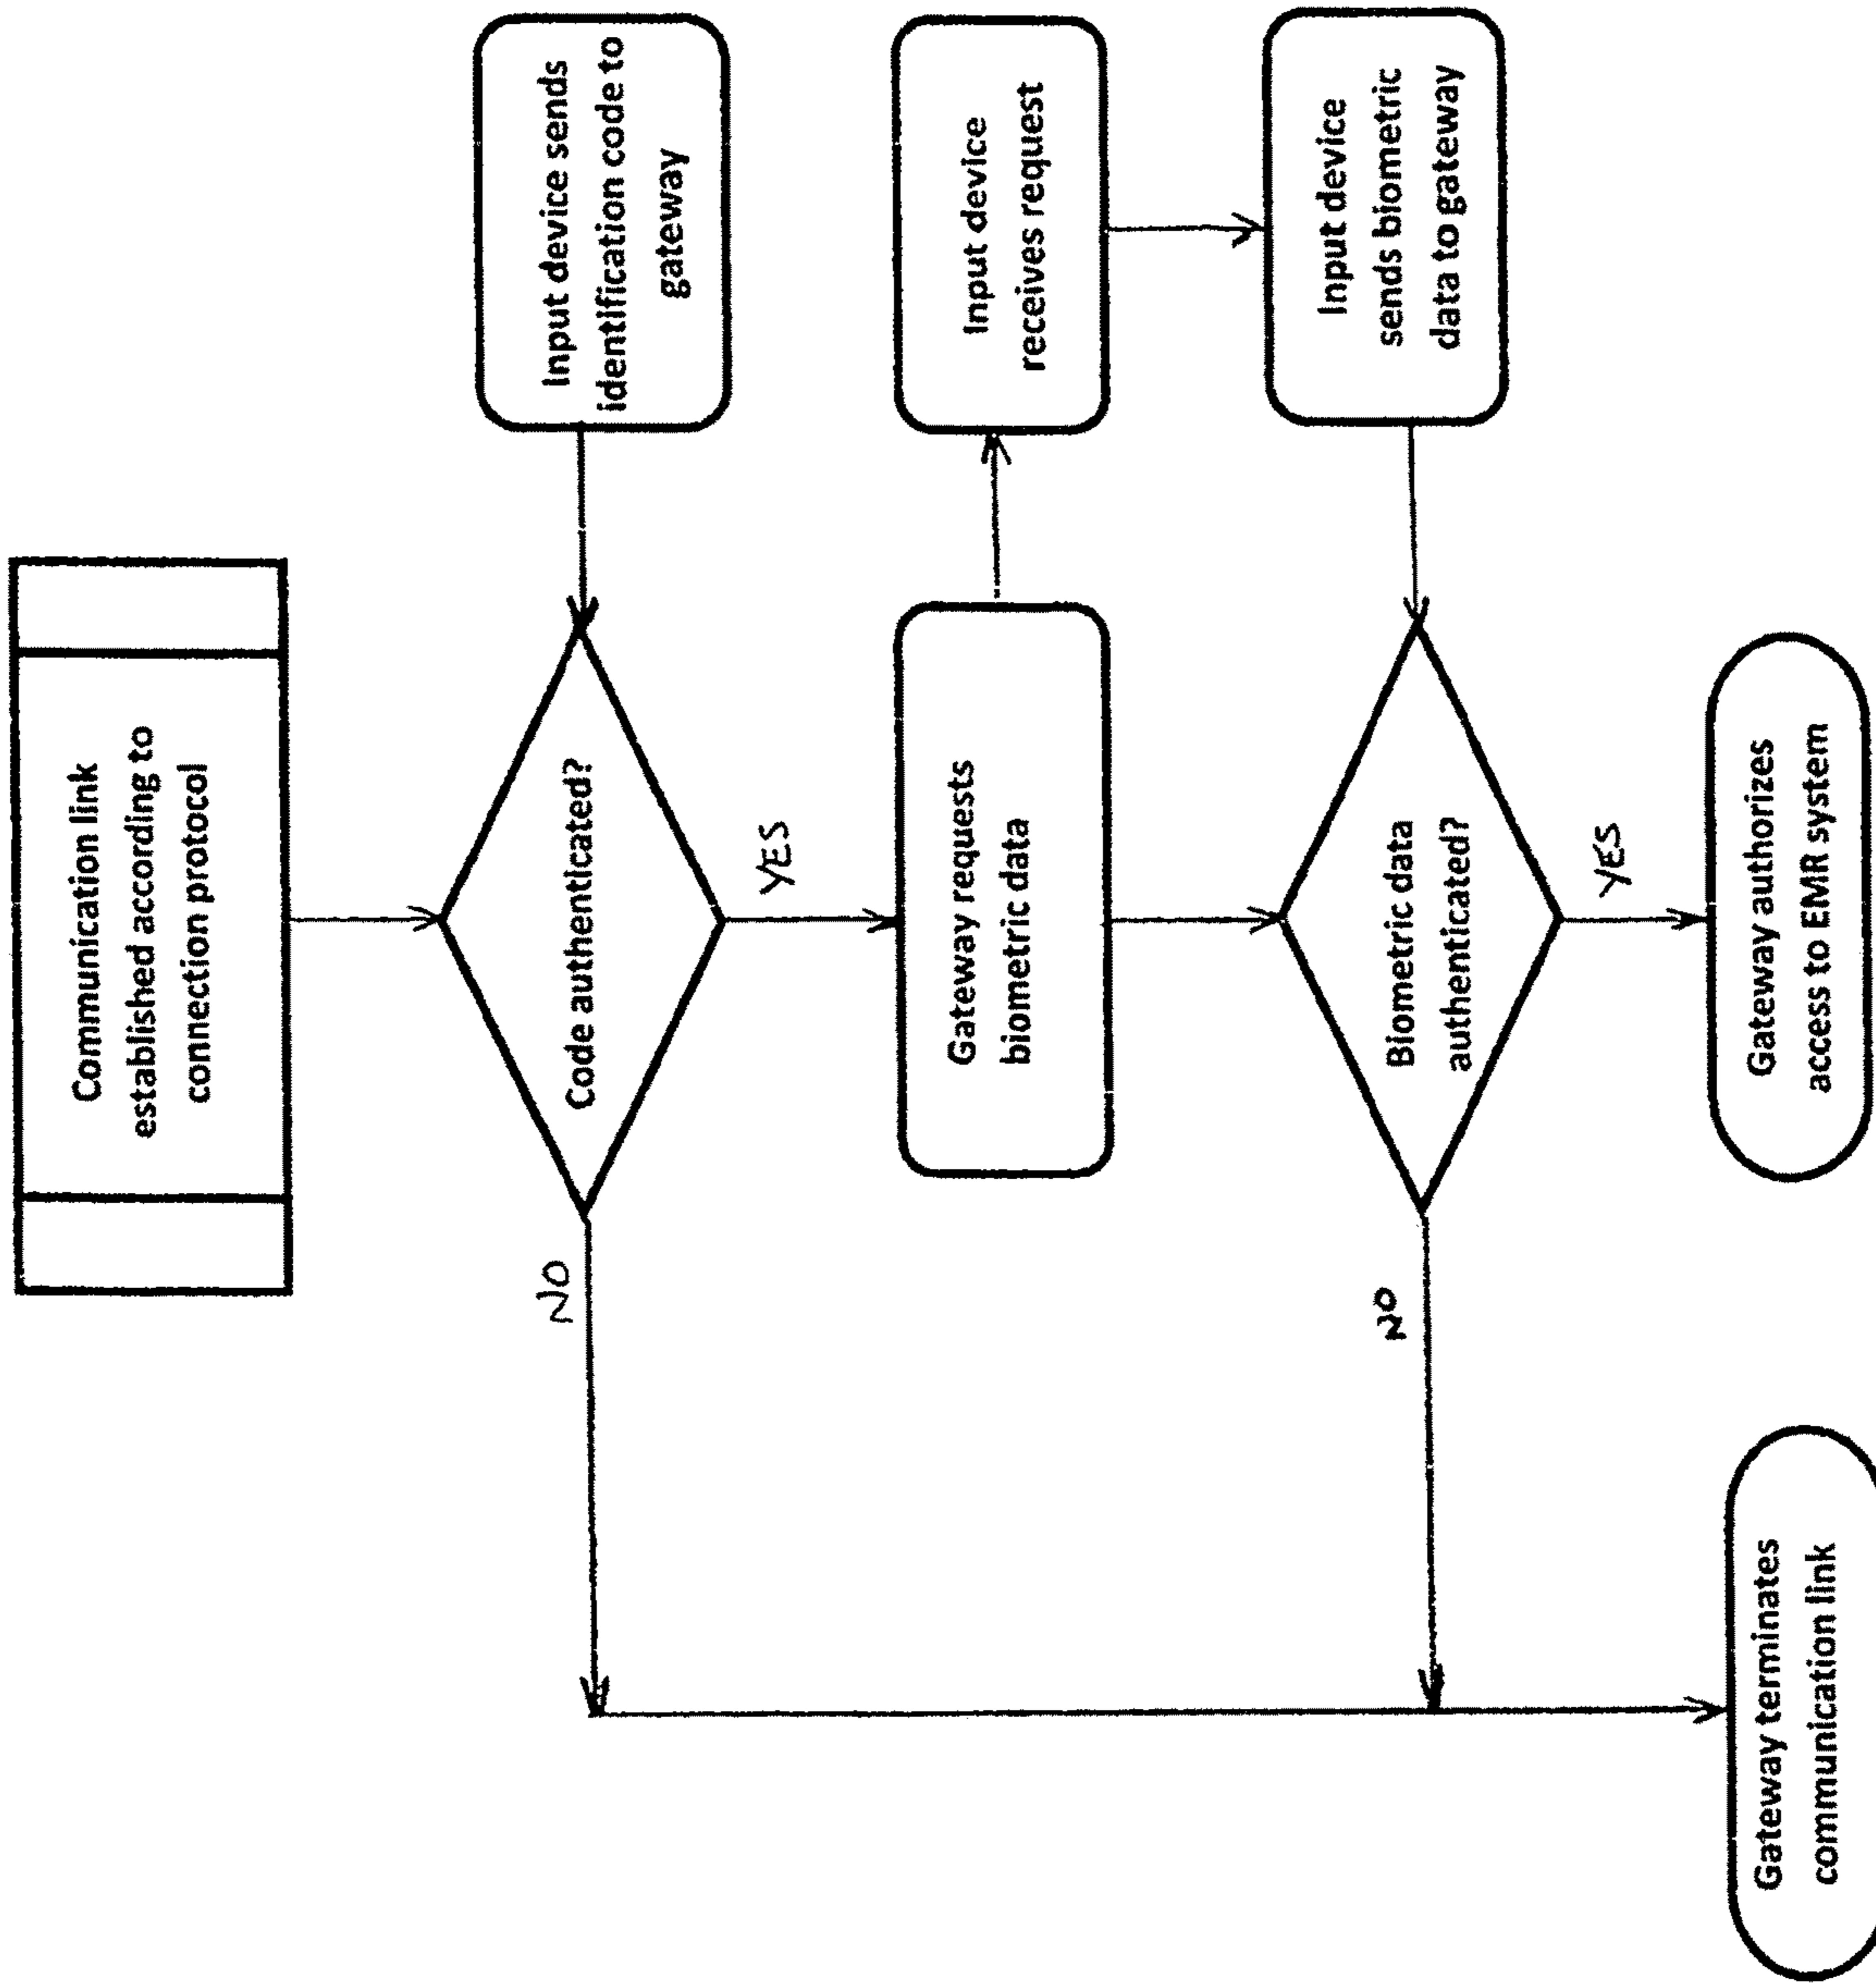 Communication link
established according to
connection protocol
Input device sends
identification code to
gateway
Code authenticated?
NO
YES
Gateway requests
biometric data
Input device
receives request
Input device
sends biometric
data to gateway
Biometric data
authenticated?
NO
YES
Gateway authorizes
access to EMR system
Gateway terminates
communication link